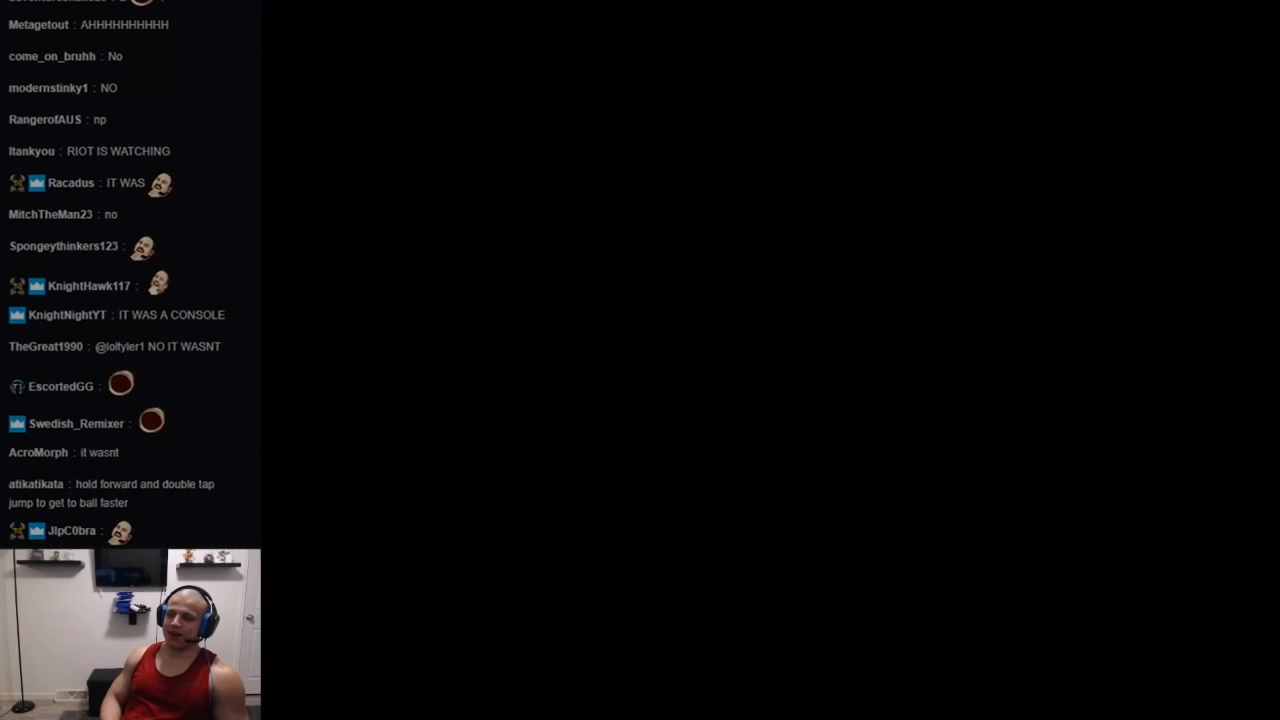 Metagetout : AHHHHHHHHHH
come_on_bruhh : No
modernstinky1 : NO
RangerofAUS : np
Itankyou : RIOT IS WATCHING
Racadus : IT WAS
MitchTheMan23 : no
Spongeythinkers123 :
KnightHawk117 :
KnightNightYT : IT WAS A CONSOLE
TheGreat1990 : @loltyler1 NO IT WASNT
EscortedGG :
Swedish_Remixer :
AcroMorph : it wasnt
atikatikata : hold forward and double tap
jump to get to ball faster
JlpC0bra :